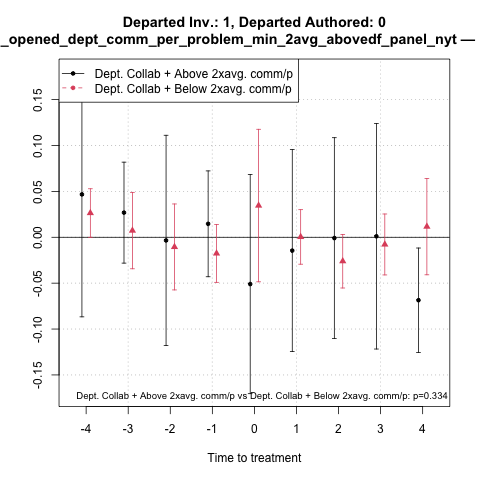 Departed Inv.: 1, Departed Authored: 0
_opened_dept_comm_per_problem_min_2avg_abovedf_panel_nyt —
Dept. Collab + Above 2xavg. comm/p
Dept. Collab + Below 2xavg. comm/p
0.15
0.10
0.05
0.00
-0.05
-0.10
-0.15
Dept. Collab + Above 2xavg. comm/p vs Dept. Collab + Below 2xavg. comm/p: p=0.334
-4 -3 -2 -1 0 1 2 3 4
Time to treatment